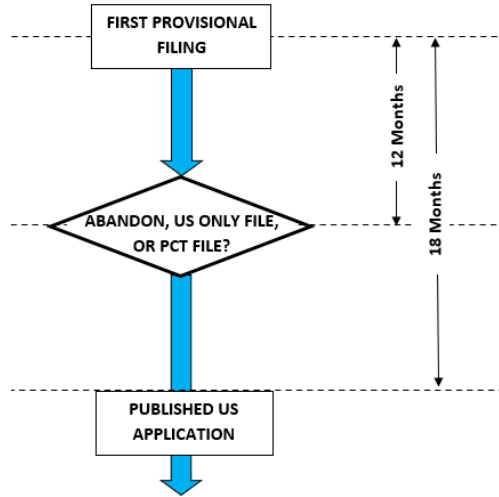 FIRST PROVISIONAL
FILING
12 Months
18 Months
ABANDON, US ONLY FILE,
OR PCT FILE?
PUBLISHED US
APPLICATION